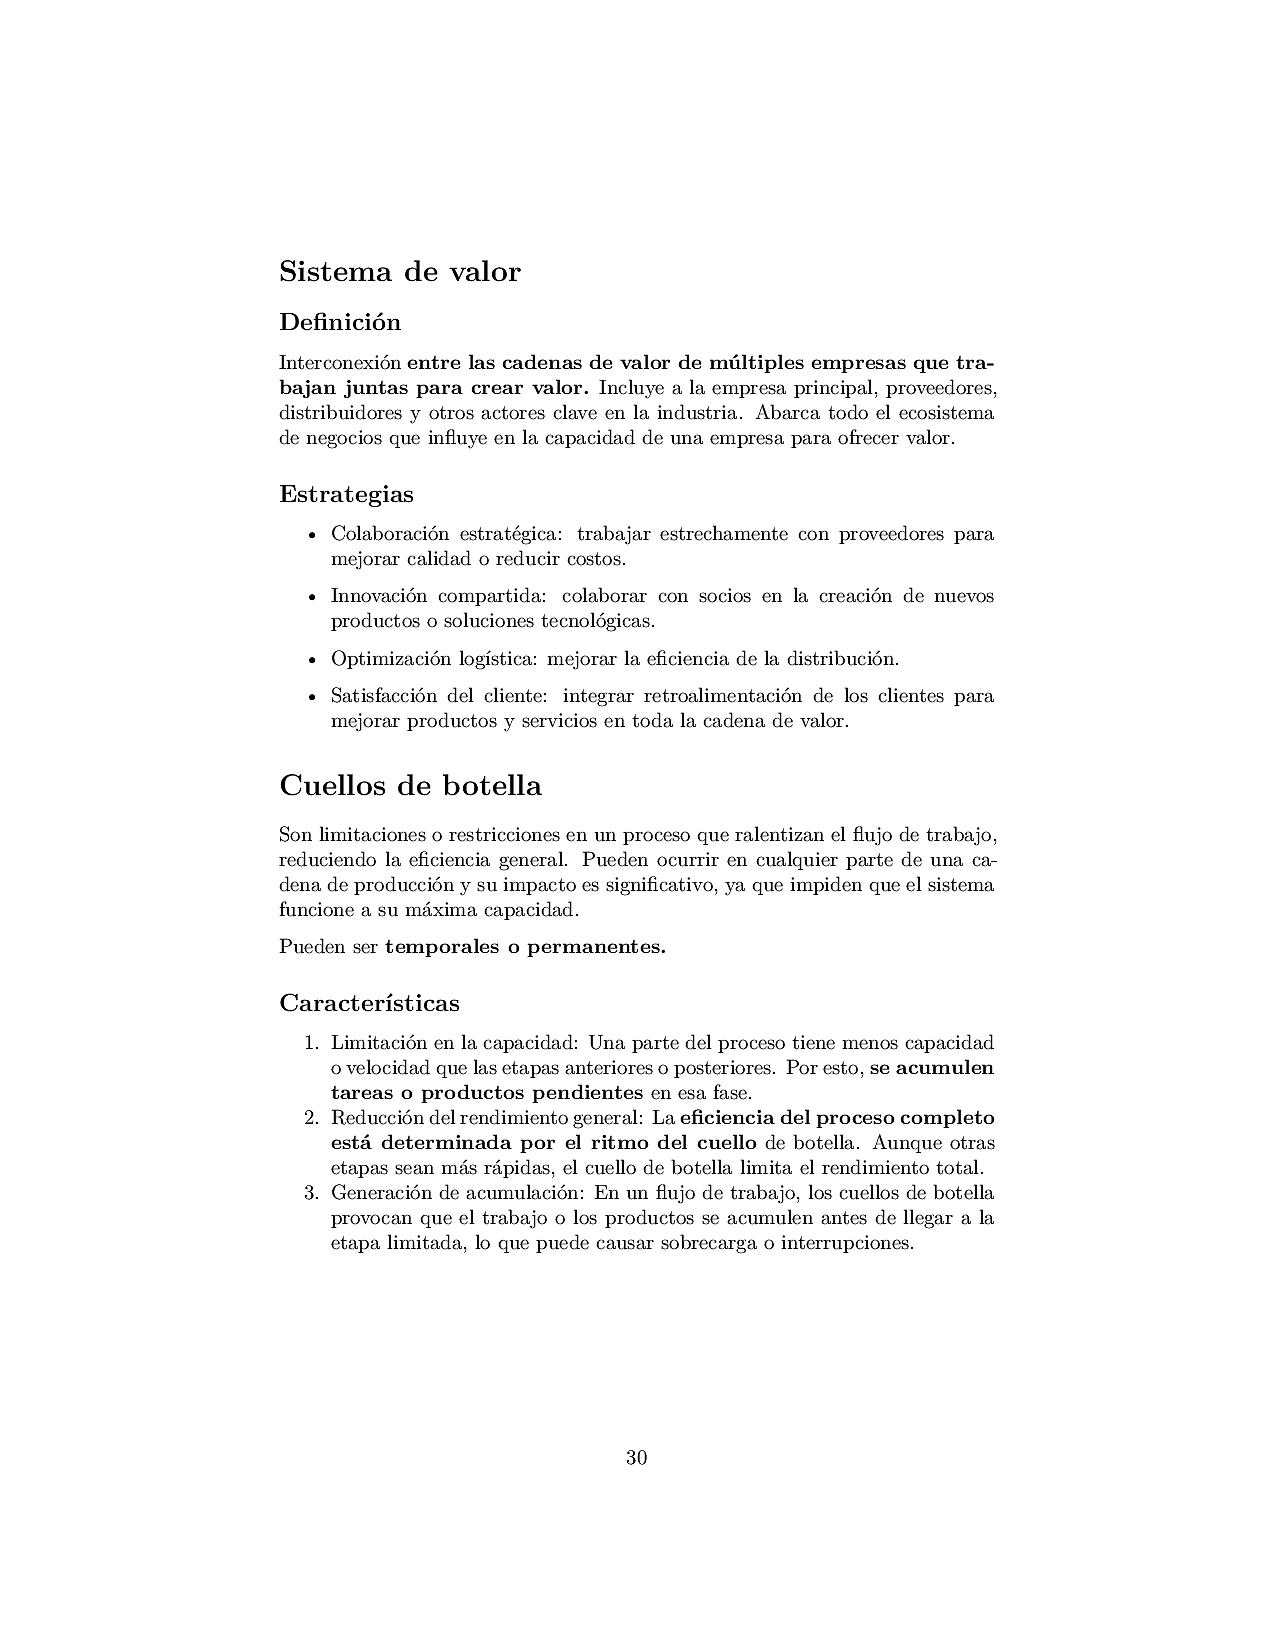 Sistema de valor
Definición
Interconexión entre las cadenas de valor de múltiples empresas que tra-
bajan juntas para crear valor. Incluye a la empresa principal, proveedores,
distribuidores y otros actores clave en la industria. Abarca todo el ecosistema
de negocios que influye en la capacidad de una empresa para ofrecer valor.
Estrategias
• Colaboración estratégica: trabajar estrechamente con proveedores para
mejorar calidad o reducir costos.
• Innovación compartida: colaborar con socios en la creación de nuevos
productos o soluciones tecnológicas.
• Optimización logística: mejorar la eficiencia de la distribución.
• Satisfacción del cliente: integrar retroalimentación de los clientes para
mejorar productos y servicios en toda la cadena de valor.
Cuellos de botella
Son limitaciones o restricciones en un proceso que ralentizan el flujo de trabajo,
reduciendo la eficiencia general. Pueden ocurrir en cualquier parte de una ca-
dena de producción y su impacto es significativo, ya que impiden que el sistema
funcione a su máxima capacidad.
Pueden ser temporales o permanentes.
Características
1. Limitación en la capacidad: Una parte del proceso tiene menos capacidad
o velocidad que las etapas anteriores o posteriores. Por esto, se acumulen
tareas o productos pendientes en esa fase.
2. Reducción del rendimiento general: La eficiencia del proceso completo
está determinada por el ritmo del cuello de botella. Aunque otras
etapas sean más rápidas, el cuello de botella limita el rendimiento total.
3. Generación de acumulación: En un flujo de trabajo, los cuellos de botella
provocan que el trabajo o los productos se acumulen antes de llegar a la
etapa limitada, lo que puede causar sobrecarga o interrupciones.
30